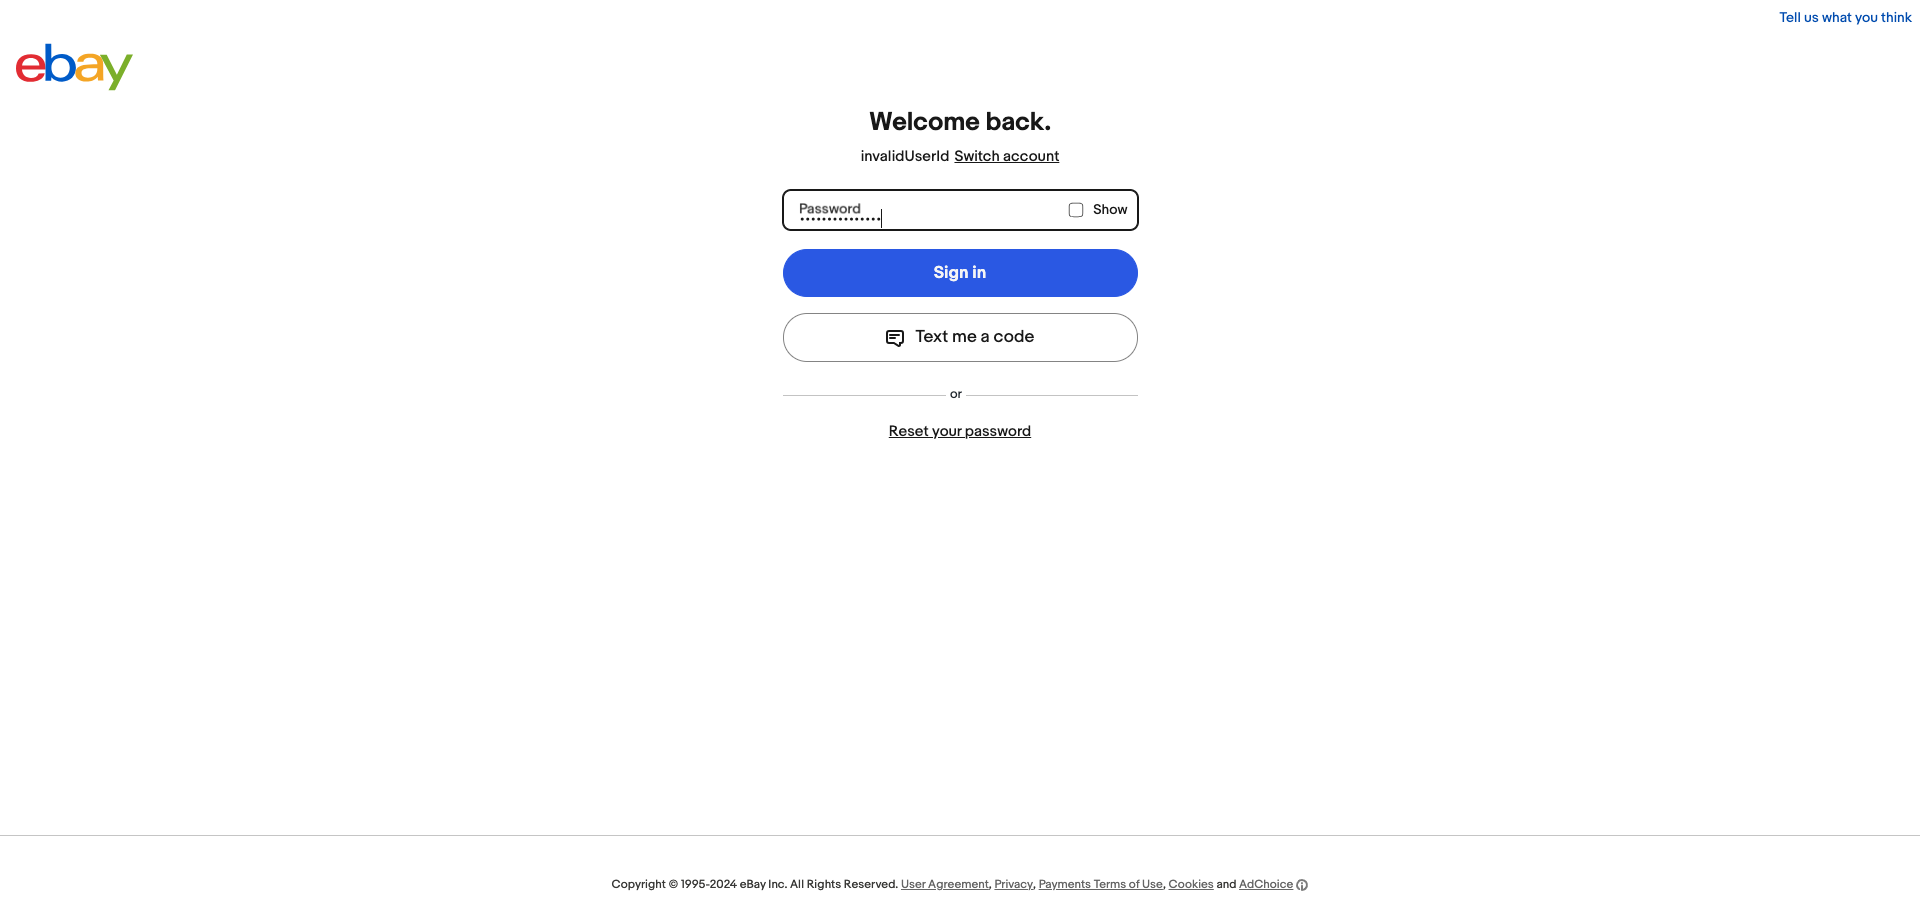 Tell us what you think
ebay
Welcome back.
invalidUserId Switch account
Password
Show
Sign in
Text me a code
or
Reset your password
Copyright © 1995-2024 eBay Inc. All Rights Reserved. User Agreement, Privacy, Payments Terms of Use, Cookies and AdChoice